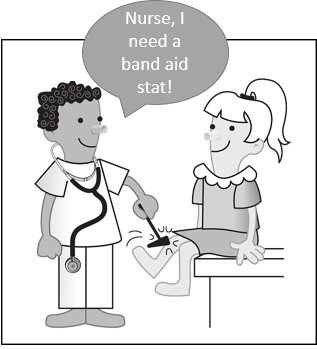 Nurse, I
need a
band aid
stat!